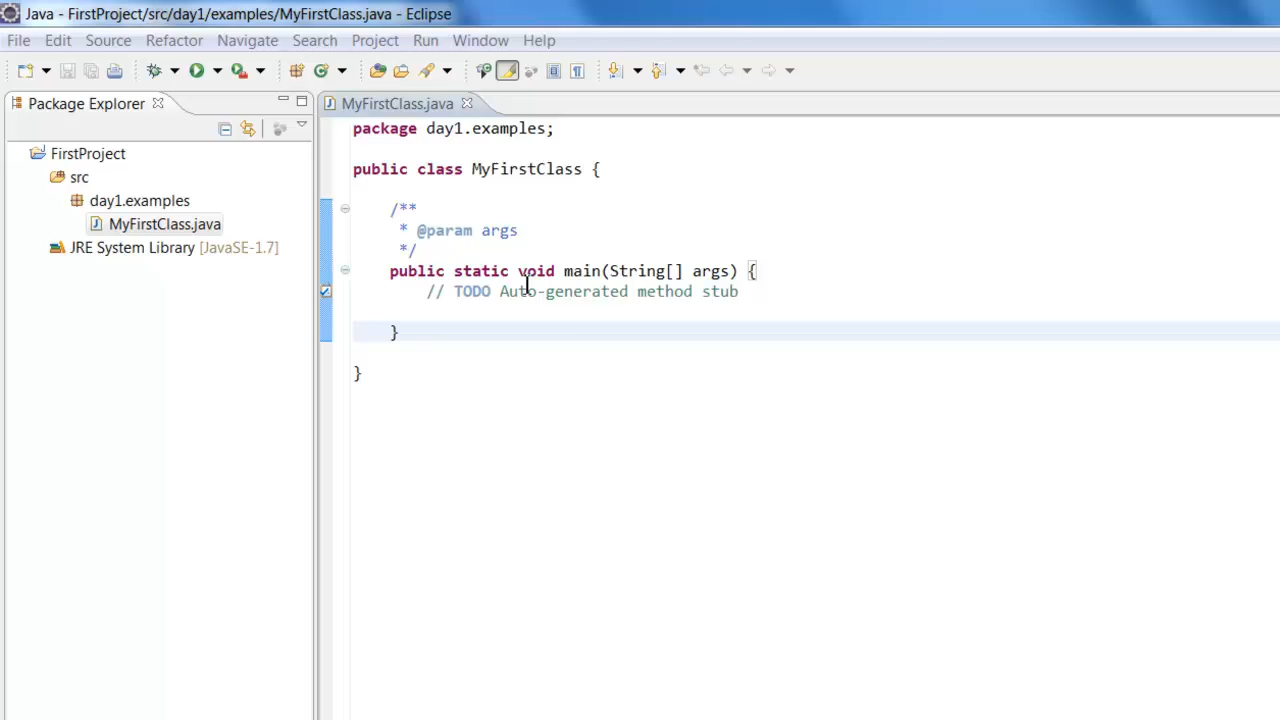 Java - FirstProject/src/day1/examples/MyFirstClass.java - Eclipse
File Edit Source Refactor Navigate Search Project Run Window Help
Package Explorer
FirstProject
src
day1.examples
MyFirstClass.java
JRE System Library [JavaSE-1.7]
MyFirstClass.java
package day1.examples;
public class MyFirstClass {
/**
* @param args
*/
public static void main(String[] args) {
// TODO Auto-generated method stub
}
}